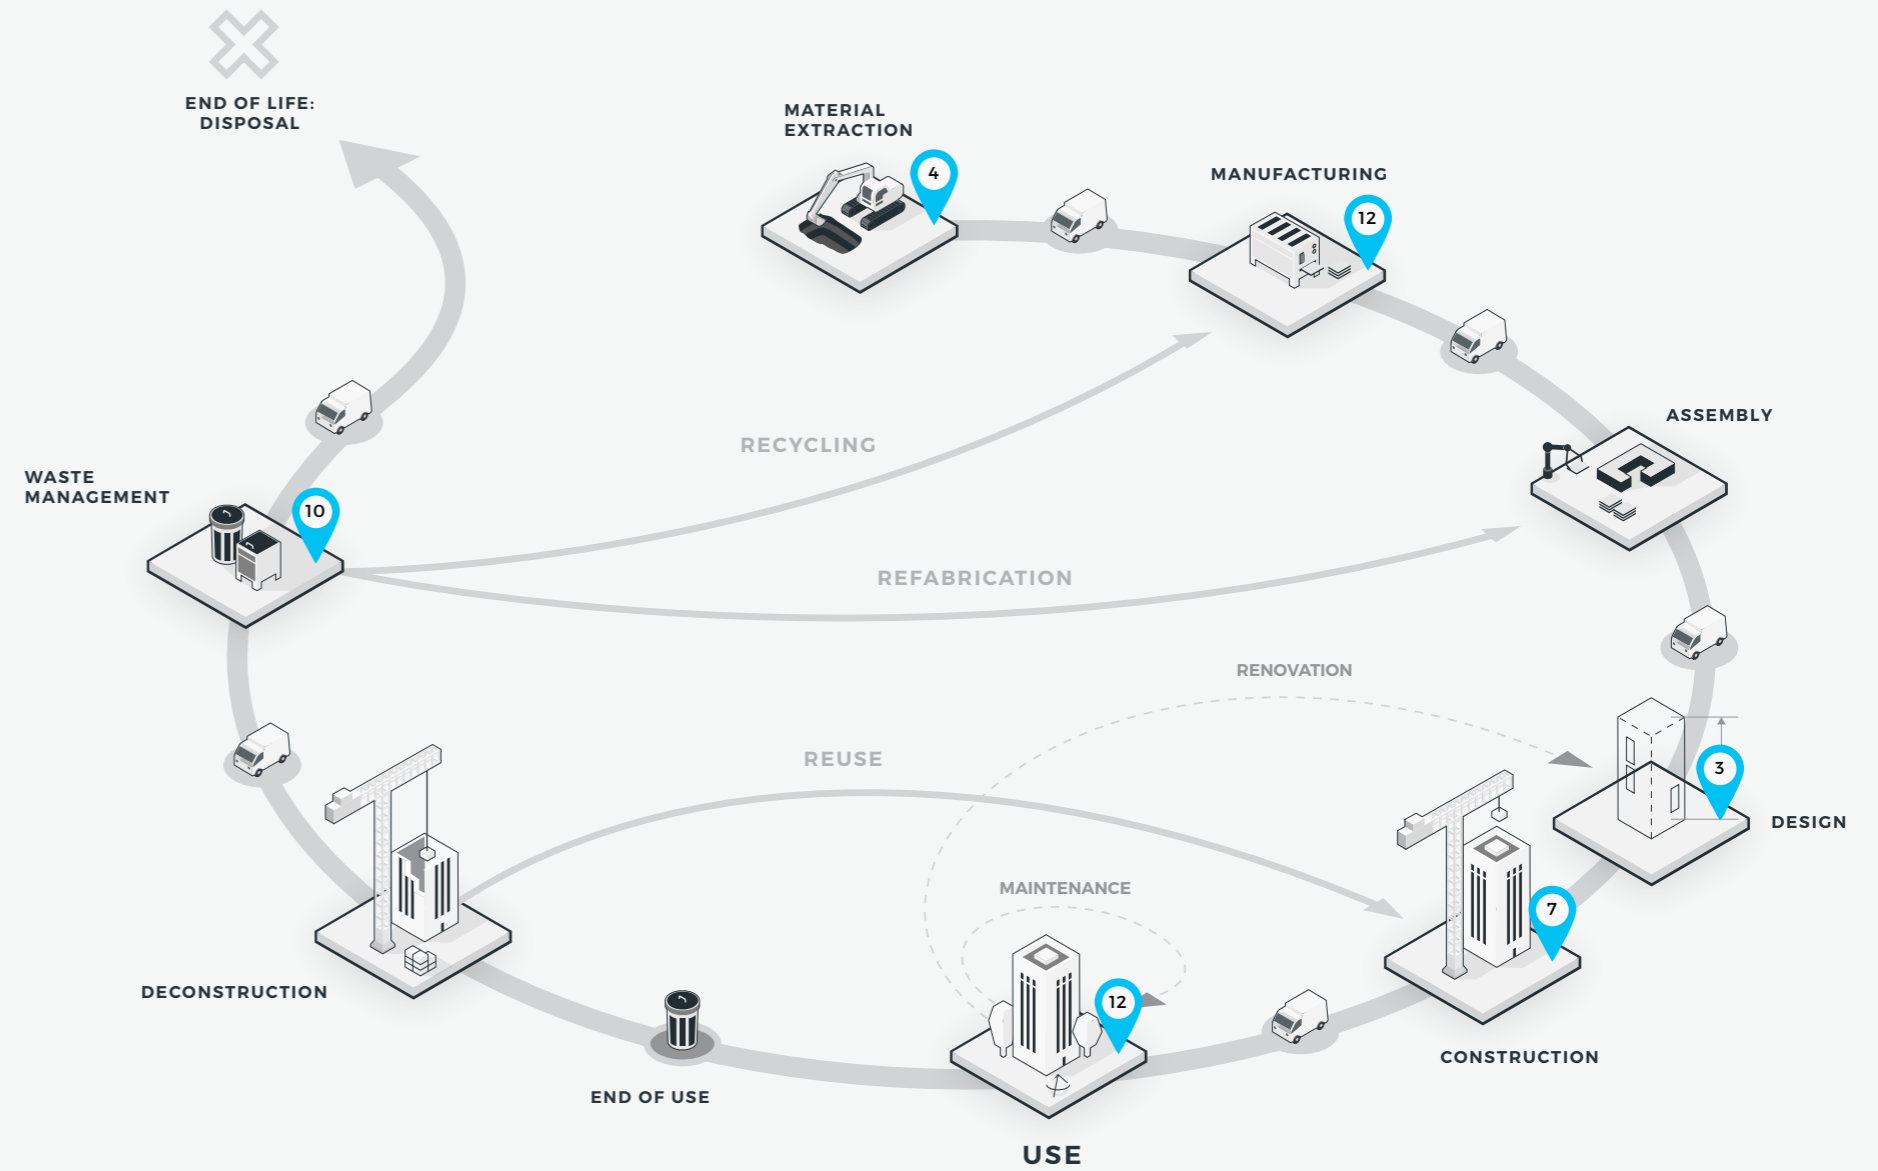 END OF LIFE:
DISPOSAL
MATERIAL
EXTRACTION
4
MANUFACTURING
12
ASSEMBLY
RECYCLING
WASTE
MANAGEMENT
10
REFABRICATION
RENOVATION
3
DESIGN
REUSE
MAINTENANCE
7
DECONSTRUCTION
12
CONSTRUCTION
END OF USE
USE